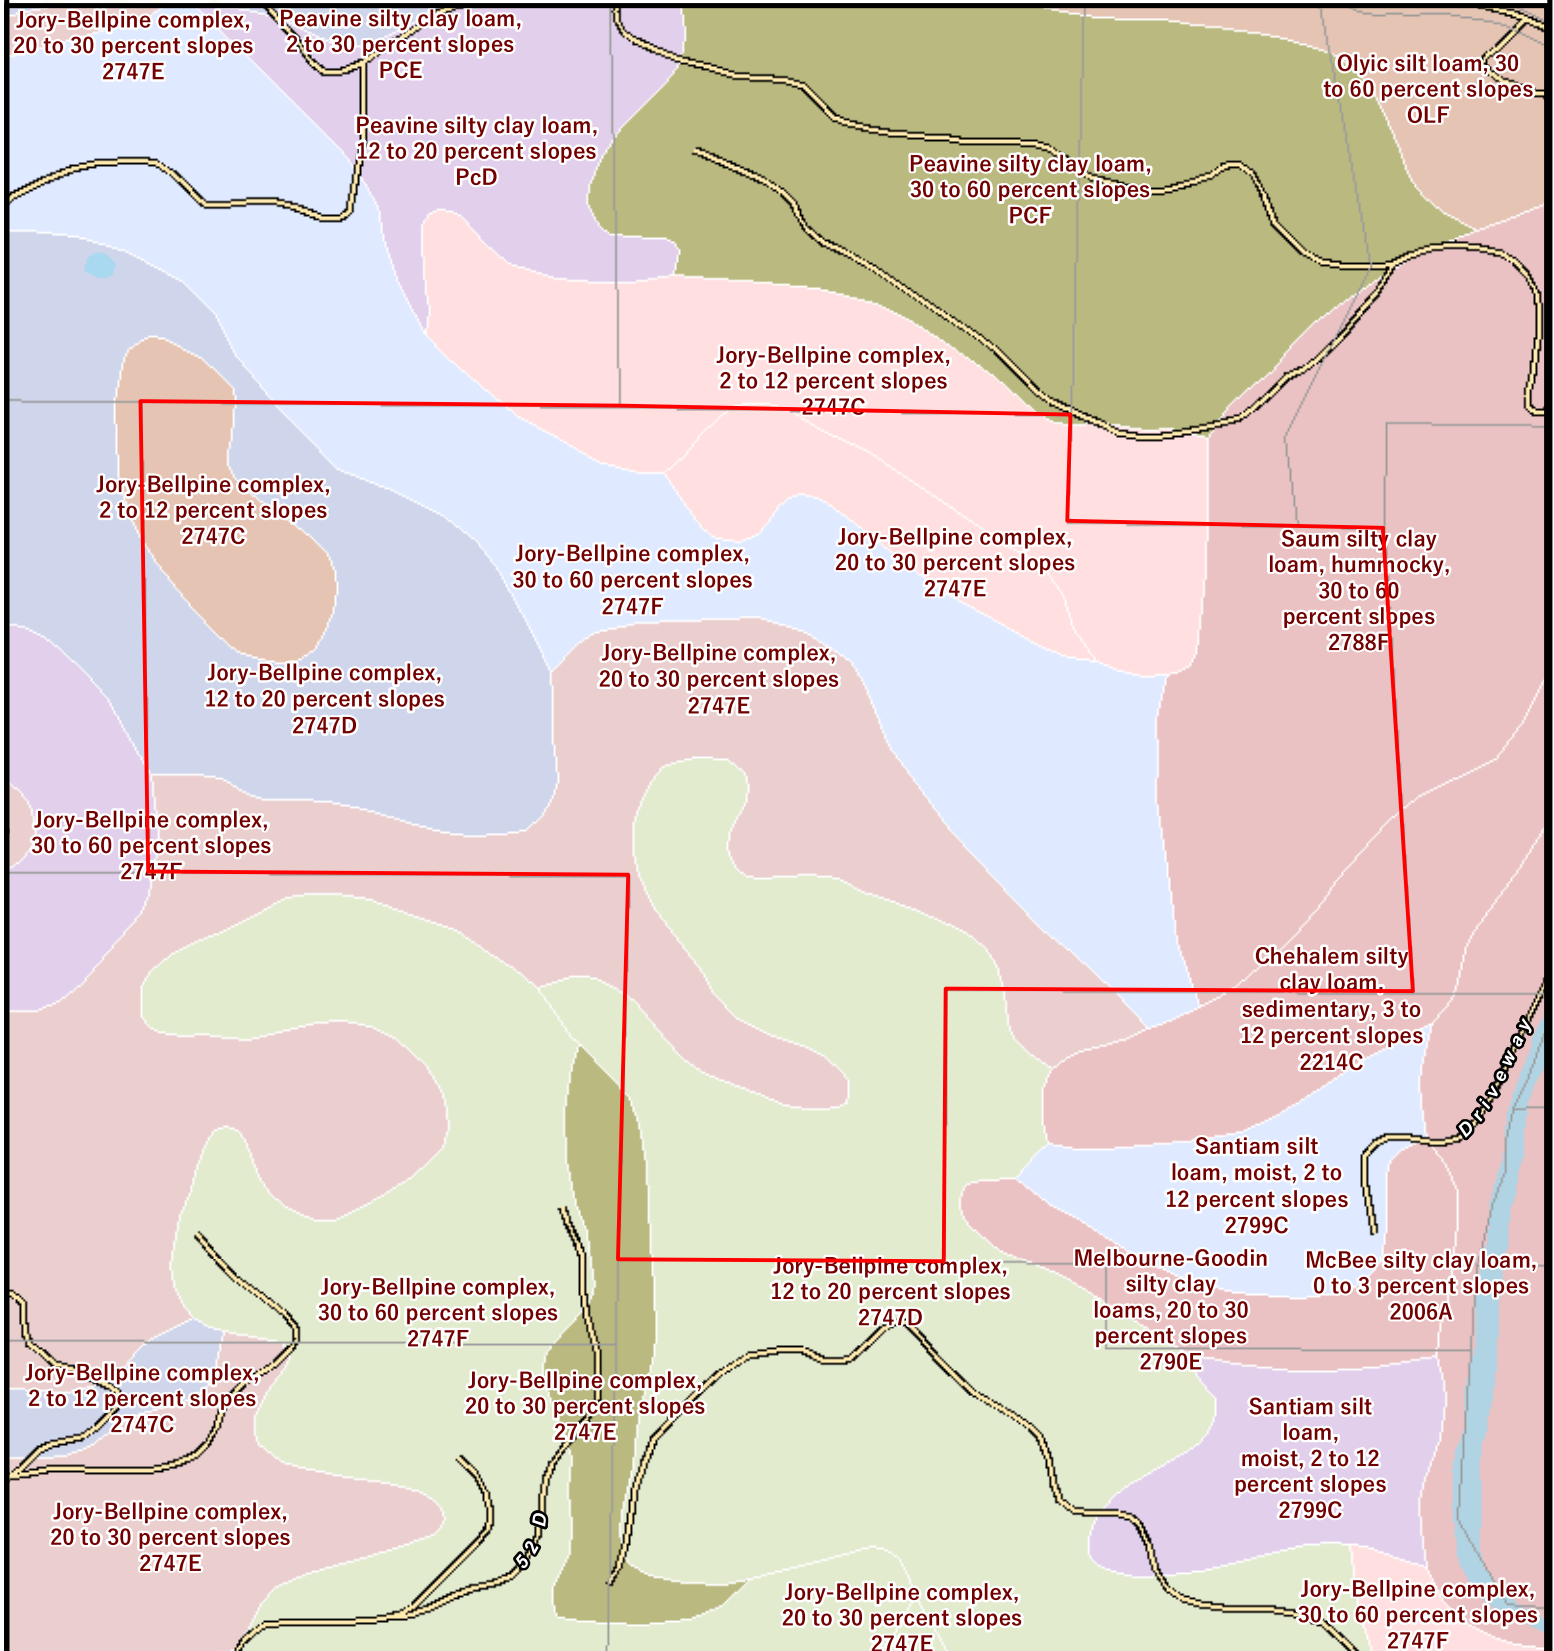 Jory-Bellpine complex,
20 to 30 percent slopes
2747E
Peavine silty clay loam,
2 to 30 percent slopes
PCE
Olyic silt loam, 30
to 60 percent slopes
OLF
Peavine silty clay loam,
12 to 20 percent slopes
PcD
Peavine silty clay loam,
30 to 60 percent slopes
PCF
Jory-Bellpine complex,
2 to 12 percent slopes
2747C
Jory-Bellpine complex,
2 to 12 percent slopes
2747C
Jory-Bellpine complex,
30 to 60 percent slopes
2747F
Jory-Bellpine complex,
20 to 30 percent slopes
2747E
Saum silty clay
loam, hummocky,
30 to 60
percent slopes
2788F
Jory-Bellpine complex,
20 to 30 percent slopes
2747E
Jory-Bellpine complex,
12 to 20 percent slopes
2747D
Jory-Bellpine complex,
30 to 60 percent slopes
2747F
Chehalem silty
clay loam,
sedimentary, 3 to
12 percent slopes
2214C
Driveway
Santiam silt
loam, moist, 2 to
12 percent slopes
2799C
Jory-Bellpine complex,
12 to 20 percent slopes
2747D
Melbourne-Goodin
silty clay
loams, 20 to 30
percent slopes
2790E
McBee silty clay loam,
0 to 3 percent slopes
2006A
Jory-Bellpine complex,
30 to 60 percent slopes
2747F
Jory-Bellpine complex,
2 to 12 percent slopes
2747C
Jory-Bellpine complex,
20 to 30 percent slopes
2747E
Santiam silt
loam,
moist, 2 to 12
percent slopes
2799C
Jory-Bellpine complex,
20 to 30 percent slopes
2747E
52 D
Jory-Bellpine complex,
20 to 30 percent slopes
2747E
Jory-Bellpine complex,
30 to 60 percent slopes
2747F